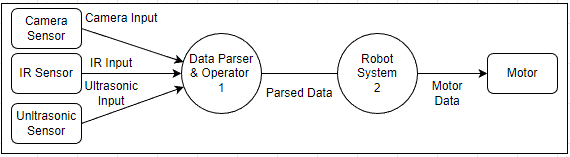 Camera
Sensor
Camera Input
IR Sensor
IR Input
Ultrasonic
Input
Unltrasonic
Sensor
Data Parser
& Operator
1
Parsed Data
Robot
System
2
Motor
Data
Motor